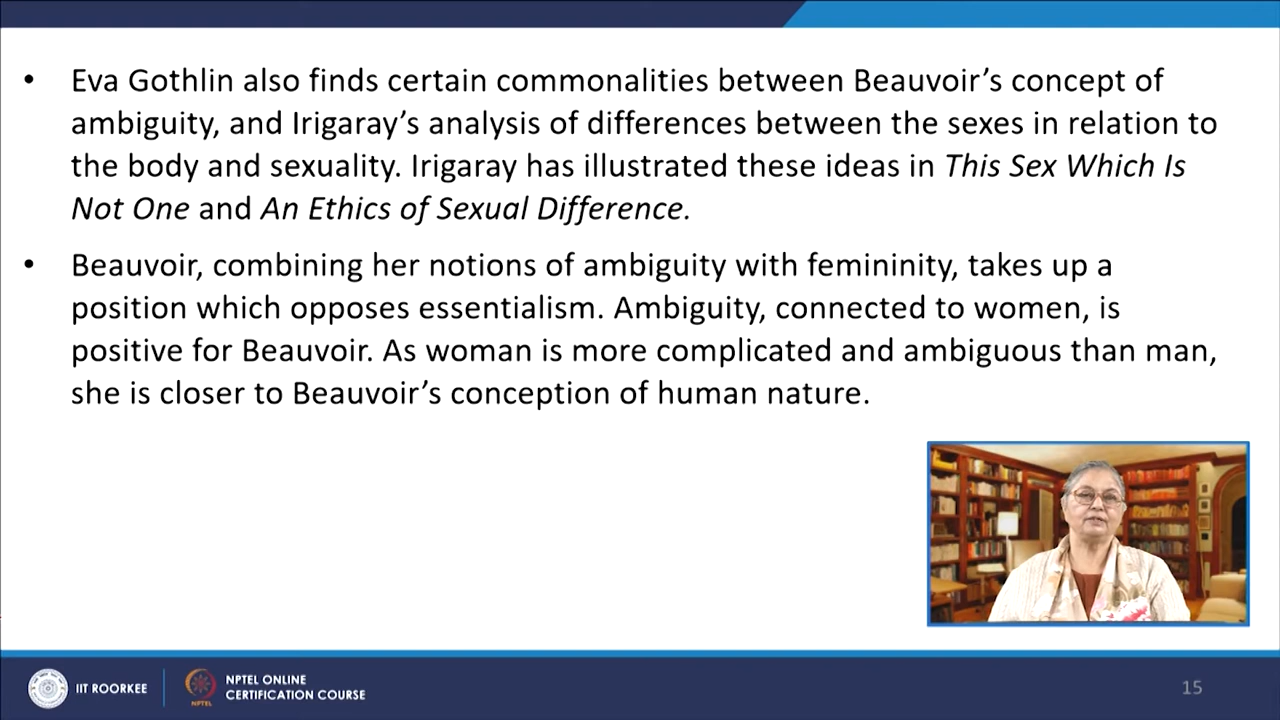 • Eva Gothlin also finds certain commonalities between Beauvoir’s concept of
ambiguity, and Irigaray’s analysis of differences between the sexes in relation to
the body and sexuality. Irigaray has illustrated these ideas in This Sex Which Is
Not One and An Ethics of Sexual Difference.
• Beauvoir, combining her notions of ambiguity with femininity, takes up a
position which opposes essentialism. Ambiguity, connected to women, is
positive for Beauvoir. As woman is more complicated and ambiguous than man,
she is closer to Beauvoir’s conception of human nature.
IIT ROORKEE
NPTEL
NPTEL ONLINE
CERTIFICATION COURSE
15